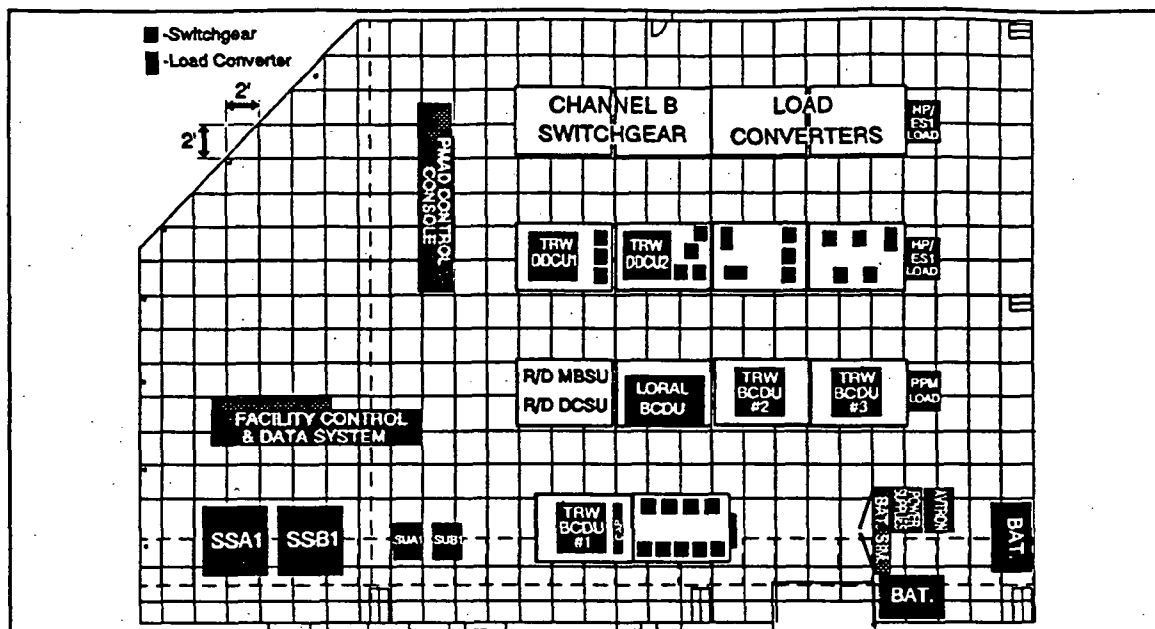 -Switchgear
-Load Converter
2'
2'
PMAD CONTROL
CONSOLE
CHANNEL B
SWITCHGEAR
LOAD
CONVERTERS
HP/
ES1
LOAD
TRW
DDCU1
TRW
DDCU2
HP/
ES1
LOAD
R/D MBSU
R/D DCSU
LORAL
BCDU
TRW
BCDU
#2
TRW
BCDU
#3
PPM
LOAD
FACILITY CONTROL
& DATA SYSTEM
SSA1
SSB1
SUA1
SUB1
TRW
BCDU
#1
BAT. SIM.
POWER
SUPPLIES
AVTRON
BAT.
BAT.